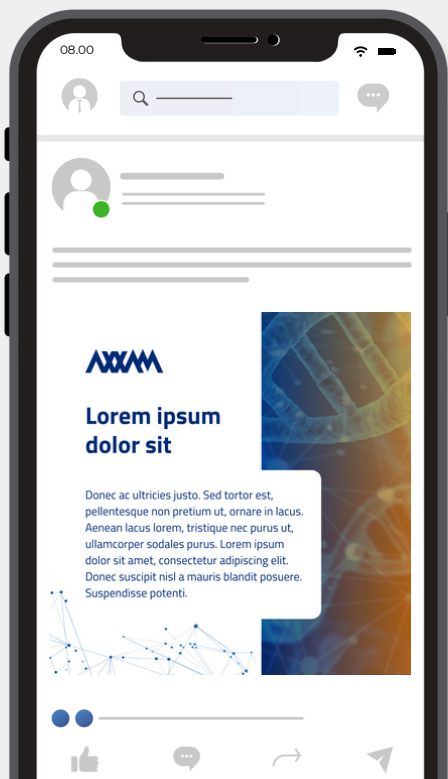 08.00
AXXAM
Lorem ipsum
dolor sit
Donec ac ultricies justo. Sed tortor est,
pellentesque non pretium ut, ornare in lacus.
Aenean lacus lorem, tristique nec purus ut,
ullamcorper sodales purus. Lorem ipsum
dolor sit amet, consectetur adipiscing elit.
Donec suscipit nisl a mauris blandit posuere.
Suspendisse potenti.